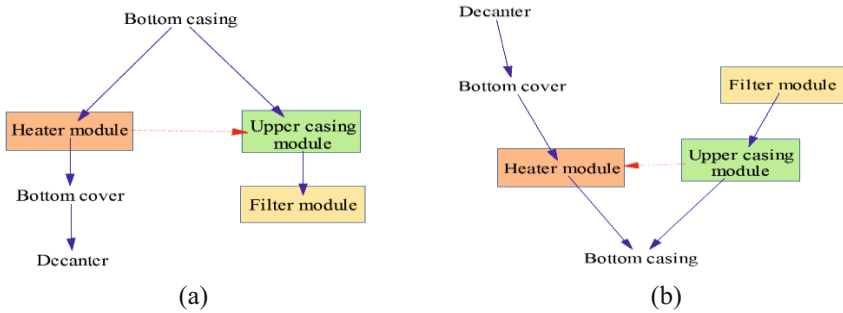 Bottom casing
Heater module
Upper casing
module
Bottom cover
Filter module
Decanter
(a)
Decanter
Bottom cover
Filter module
Heater module
Upper casing
module
Bottom casing
(b)